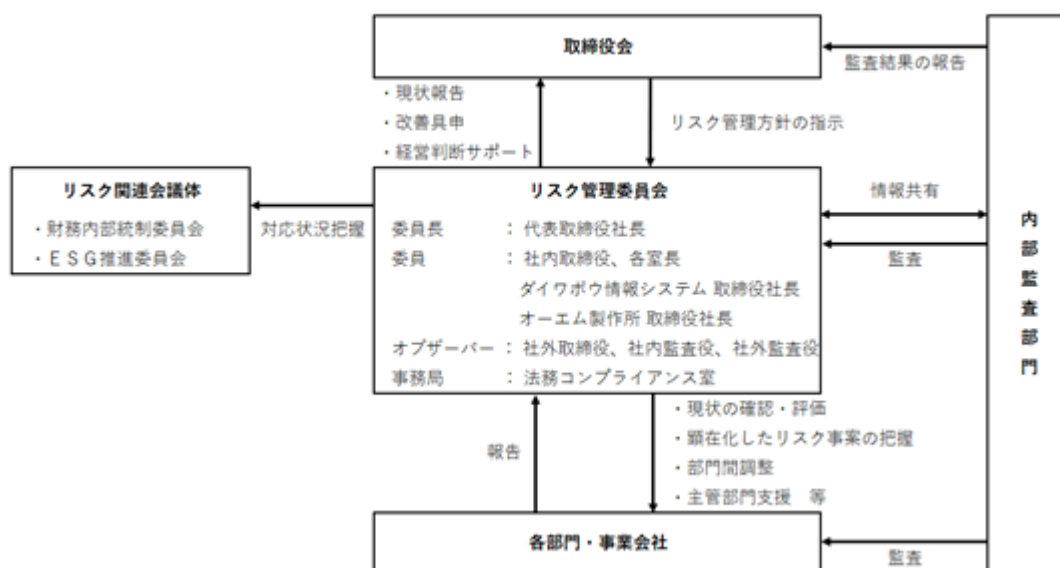 取締役会
監査結果の報告
・現状報告
・改善具申
・経営判断サポート
リスク管理方針の指示
リスク関連会議体
・財務内部統制委員会
・ＥＳＧ推進委員会
対応状況把握
リスク管理委員会
委員長 ： 代表取締役社長
委員 ： 社内取締役、各室長
ダイワボウ情報システム 取締役社長
オーエム製作所 取締役社長
オブザーバー ： 社外取締役、社内監査役、社外監査役
事務局 ： 法務コンプライアンス室
情報共有
監査
内部監査部門
報告
・現状の確認・評価
・顕在化したリスク事案の把握
・部門間調整
・主管部門支援　等
各部門・事業会社
監査